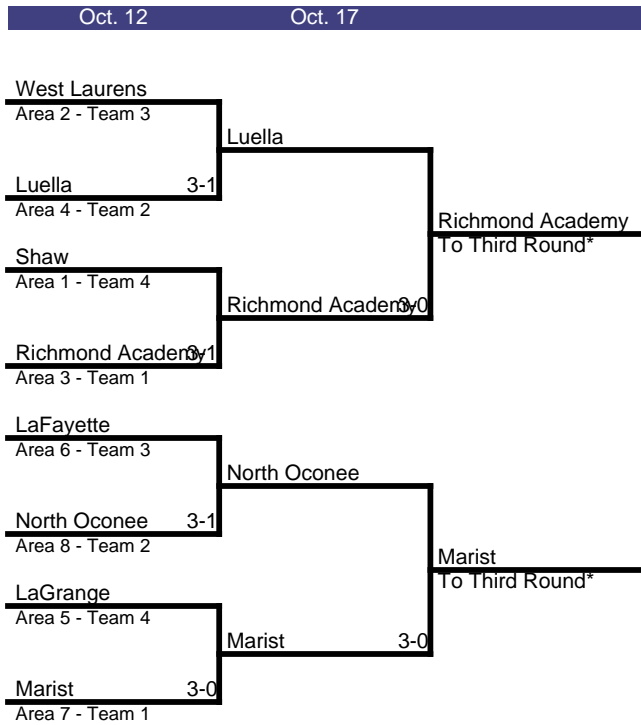 Oct. 12 Oct. 17
West Laurens
Area 2 - Team 3
Luella
Luella 3-1
Area 4 - Team 2
Richmond Academy
To Third Round*
Shaw
Area 1 - Team 4
Richmond Academy 3-0
Richmond Academy 3-1
Area 3 - Team 1
LaFayette
Area 6 - Team 3
North Oconee
North Oconee 3-1
Area 8 - Team 2
Marist
To Third Round*
LaGrange
Area 5 - Team 4
Marist 3-0
Marist 3-0
Area 7 - Team 1